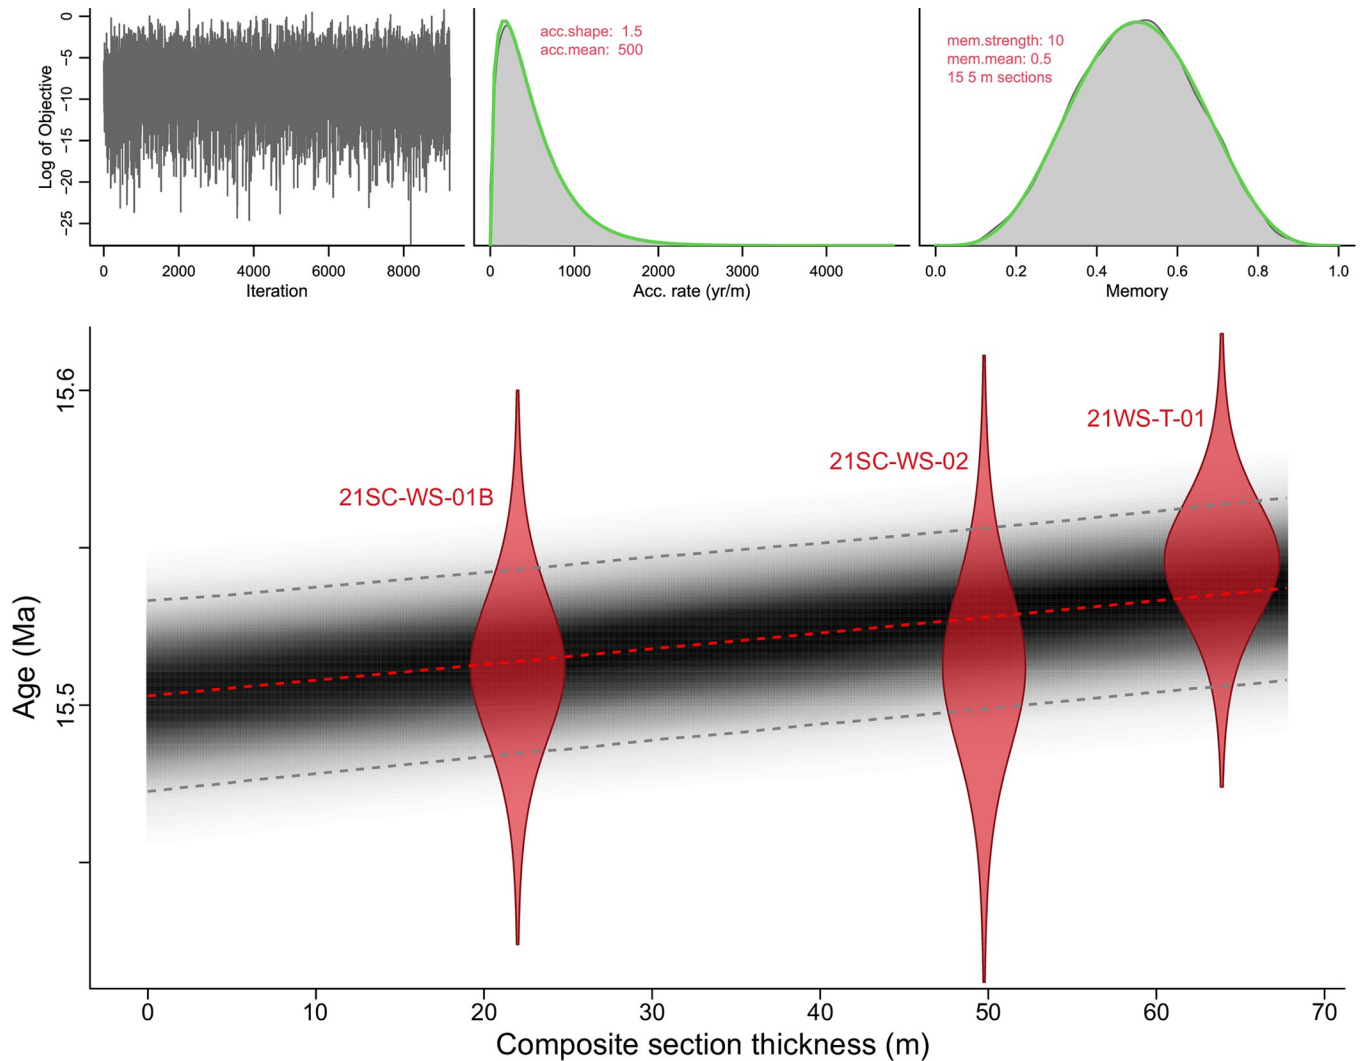 0
−5
−10
−15
−20
−25
Log of Objective
0 2000 4000 6000 8000
Iteration
acc.shape: 1.5
acc.mean: 500
0 1000 2000 3000 4000
Acc. rate (yr/m)
mem.strength: 10
mem.mean: 0.5
15 5 m sections
0.0 0.2 0.4 0.6 0.8 1.0
Memory
15.6
15.5
Age (Ma)
21SC-WS-01B
21SC-WS-02
21WS-T-01
0 10 20 30 40 50 60 70
Composite section thickness (m)